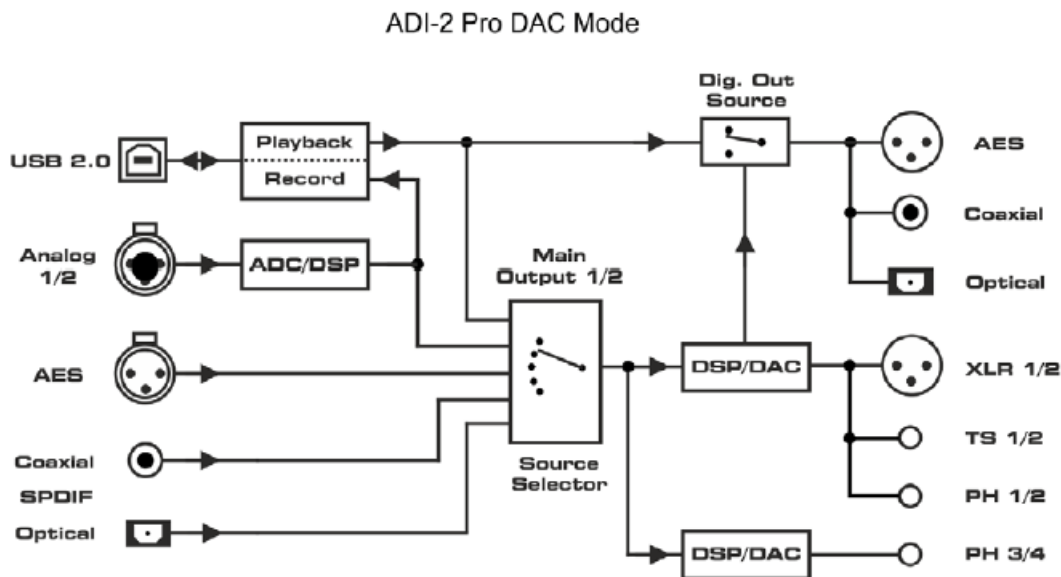 ADI-2 Pro DAC Mode
Dig. Out
Source
USB 2.0
Playback
Record
AES
Coaxial
Analog
1/2
ADC/DSP
Main
Output 1/2
Optical
AES
DSP/DAC
XLR 1/2
TS 1/2
Coaxial
SPDIF
Optical
Source
Selector
PH 1/2
DSP/DAC
PH 3/4